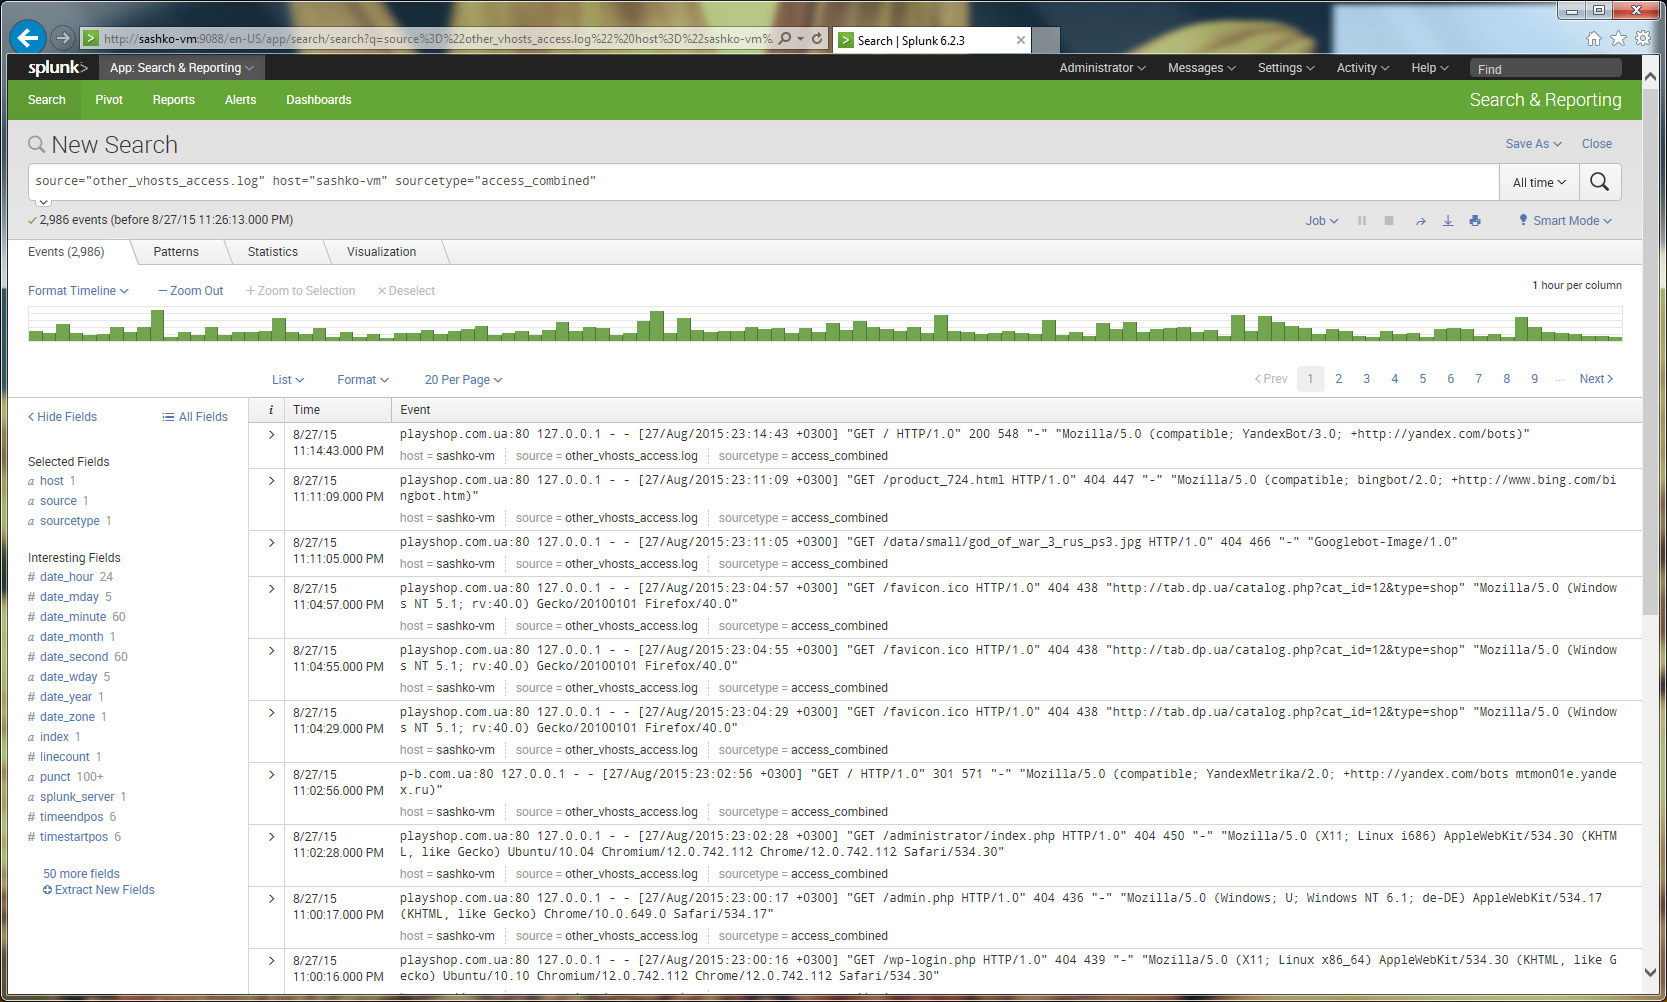 http://sashko-vm:9088/en-US/app/search/search?q=source%3D%22other_vhosts_access.log%22%20host%3D%22sashko-vm%
Search | Splunk 6.2.3
splunk> App: Search & Reporting
Administrator Messages Settings Activity Help Find
Search Pivot Reports Alerts Dashboards Search & Reporting
New Search Save As Close
source="other_vhosts_access.log" host="sashko-vm" sourcetype="access_combined" All time
2,986 events (before 8/27/15 11:26:13.000 PM) Job Smart Mode
Events (2,986) Patterns Statistics Visualization
Format Timeline — Zoom Out + Zoom to Selection × Deselect 1 hour per column
List Format 20 Per Page < Prev 1 2 3 4 5 6 7 8 9 ... Next >
< Hide Fields All Fields
Selected Fields
a host 1
a source 1
a sourcetype 1
Interesting Fields
# date_hour 24
# date_mday 5
# date_minute 60
a date_month 1
# date_second 60
a date_wday 5
# date_year 1
# date_zone 1
a index 1
# linecount 1
a punct 100+
a splunk_server 1
# timeendpos 6
# timestartpos 6
50 more fields
Extract New Fields
i Time Event
> 8/27/15 playshop.com.ua:80 127.0.0.1 - - [27/Aug/2015:23:14:43 +0300] "GET / HTTP/1.0" 200 548 "-" "Mozilla/5.0 (compatible; YandexBot/3.0; +http://yandex.com/bots)"
11:14:43.000 PM host = sashko-vm source = other_vhosts_access.log sourcetype = access_combined
> 8/27/15 playshop.com.ua:80 127.0.0.1 - - [27/Aug/2015:23:11:09 +0300] "GET /product_724.html HTTP/1.0" 404 447 "-" "Mozilla/5.0 (compatible; bingbot/2.0; +http://www.bing.com/bi
11:11:09.000 PM ngbot.htm)"
host = sashko-vm source = other_vhosts_access.log sourcetype = access_combined
> 8/27/15 playshop.com.ua:80 127.0.0.1 - - [27/Aug/2015:23:11:05 +0300] "GET /data/small/god_of_war_3_rus_ps3.jpg HTTP/1.0" 404 466 "-" "Googlebot-Image/1.0"
11:11:05.000 PM host = sashko-vm source = other_vhosts_access.log sourcetype = access_combined
> 8/27/15 playshop.com.ua:80 127.0.0.1 - - [27/Aug/2015:23:04:57 +0300] "GET /favicon.ico HTTP/1.0" 404 438 "http://tab.dp.ua/catalog.php?cat_id=12&type=shop" "Mozilla/5.0 (Window
11:04:57.000 PM s NT 5.1; rv:40.0) Gecko/20100101 Firefox/40.0"
host = sashko-vm source = other_vhosts_access.log sourcetype = access_combined
> 8/27/15 playshop.com.ua:80 127.0.0.1 - - [27/Aug/2015:23:04:55 +0300] "GET /favicon.ico HTTP/1.0" 404 438 "http://tab.dp.ua/catalog.php?cat_id=12&type=shop" "Mozilla/5.0 (Window
11:04:55.000 PM s NT 5.1; rv:40.0) Gecko/20100101 Firefox/40.0"
host = sashko-vm source = other_vhosts_access.log sourcetype = access_combined
> 8/27/15 playshop.com.ua:80 127.0.0.1 - - [27/Aug/2015:23:04:29 +0300] "GET /favicon.ico HTTP/1.0" 404 438 "http://tab.dp.ua/catalog.php?cat_id=12&type=shop" "Mozilla/5.0 (Window
11:04:29.000 PM s NT 5.1; rv:40.0) Gecko/20100101 Firefox/40.0"
host = sashko-vm source = other_vhosts_access.log sourcetype = access_combined
> 8/27/15 p-b.com.ua:80 127.0.0.1 - - [27/Aug/2015:23:02:56 +0300] "GET / HTTP/1.0" 301 571 "-" "Mozilla/5.0 (compatible; YandexMetrika/2.0; +http://yandex.com/bots mtmon01e.yande
11:02:56.000 PM x.ru)"
host = sashko-vm source = other_vhosts_access.log sourcetype = access_combined
> 8/27/15 playshop.com.ua:80 127.0.0.1 - - [27/Aug/2015:23:02:28 +0300] "GET /administrator/index.php HTTP/1.0" 404 450 "-" "Mozilla/5.0 (X11; Linux i686) AppleWebKit/534.30 (KHTM
11:02:28.000 PM L, like Gecko) Ubuntu/10.04 Chromium/12.0.742.112 Chrome/12.0.742.112 Safari/534.30"
host = sashko-vm source = other_vhosts_access.log sourcetype = access_combined
> 8/27/15 playshop.com.ua:80 127.0.0.1 - - [27/Aug/2015:23:00:17 +0300] "GET /admin.php HTTP/1.0" 404 436 "-" "Mozilla/5.0 (Windows; U; Windows NT 6.1; de-DE) AppleWebKit/534.17
11:00:17.000 PM (KHTML, like Gecko) Chrome/10.0.649.0 Safari/534.17"
host = sashko-vm source = other_vhosts_access.log sourcetype = access_combined
> 8/27/15 playshop.com.ua:80 127.0.0.1 - - [27/Aug/2015:23:00:16 +0300] "GET /wp-login.php HTTP/1.0" 404 439 "-" "Mozilla/5.0 (X11; Linux x86_64) AppleWebKit/534.30 (KHTML, like G
11:00:16.000 PM ecko) Ubuntu/10.10 Chromium/12.0.742.112 Chrome/12.0.742.112 Safari/534.30"